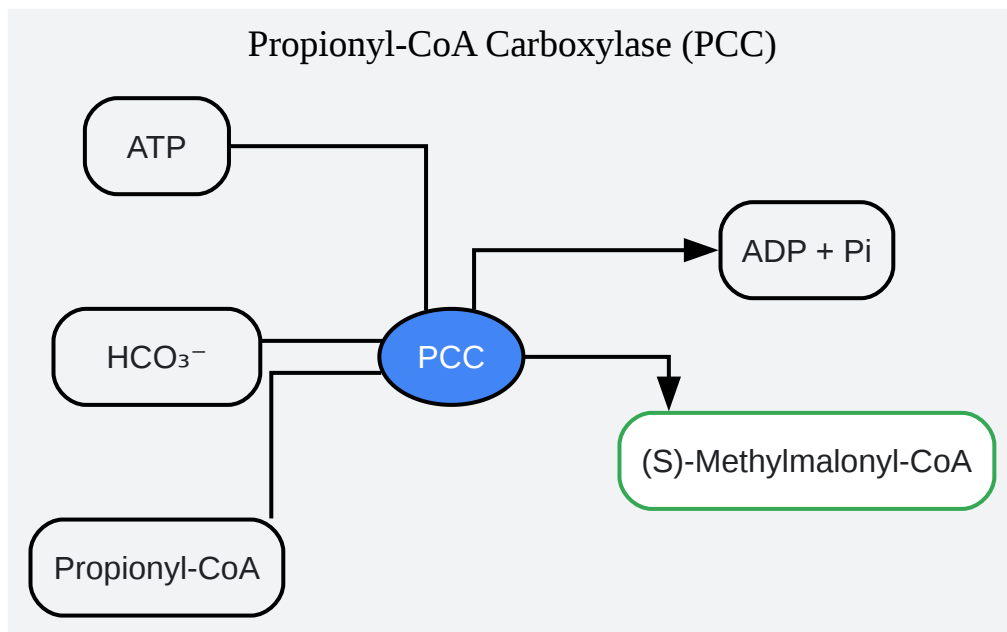 Propionyl-CoA Carboxylase (PCC)
ATP
ADP + Pi
HCO₃⁻
PCC
(S)-Methylmalonyl-CoA
Propionyl-CoA